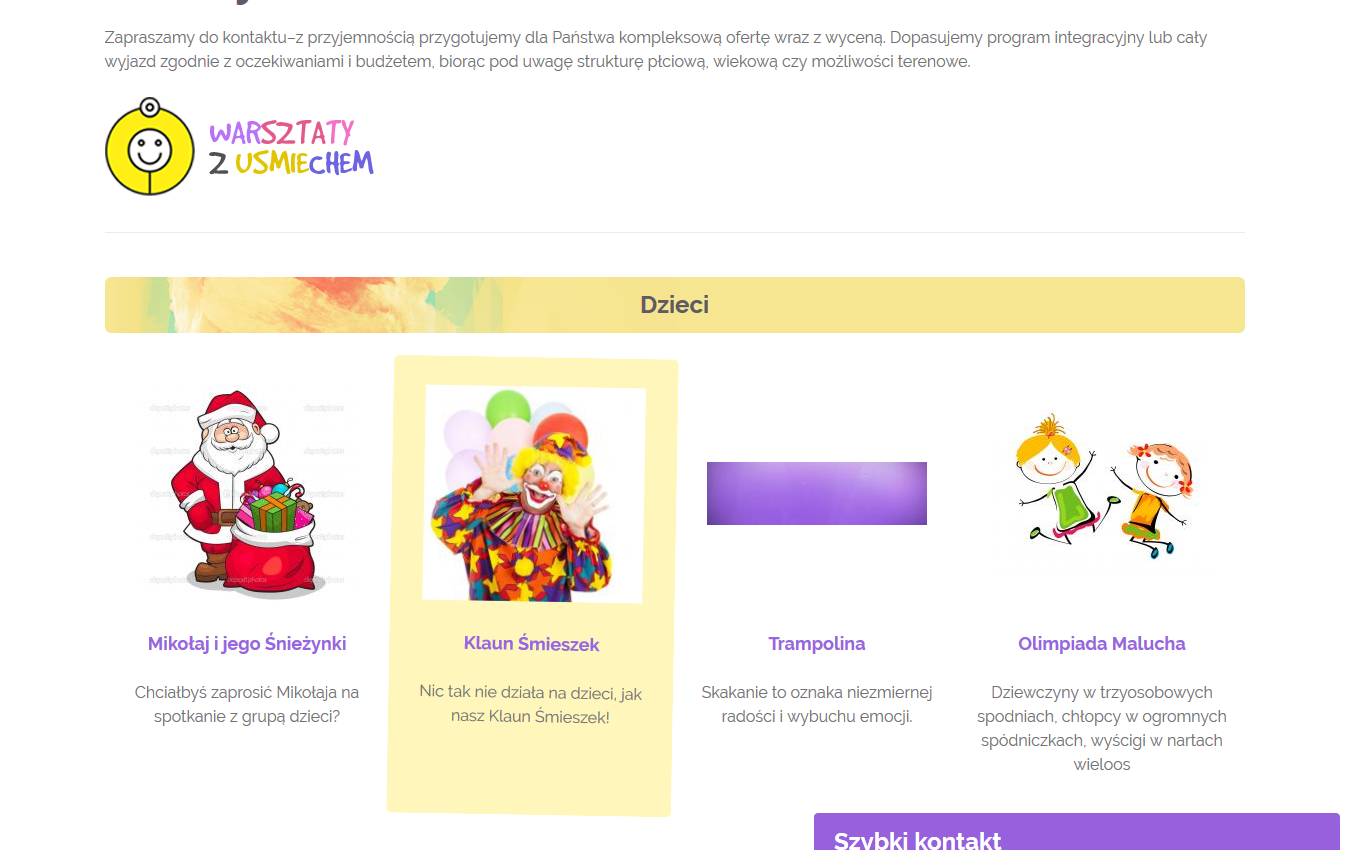 Zapraszamy do kontaktu–z przyjemnością przygotujemy dla Państwa kompleksową ofertę wraz z wyceną. Dopasujemy program integracyjny lub cały
wyjazd zgodnie z oczekiwaniami i budżetem, biorąc pod uwagę strukturę płciową, wiekową czy możliwości terenowe.
WARSZTATY
Z USMIECHEM
Dzieci
Mikołaj i jego Śnieżynki
Chciałbyś zaprosić Mikołaja na
spotkanie z grupą dzieci?
Klaun Śmieszek
Nic tak nie działa na dzieci, jak
nasz Klaun Śmieszek!
Trampolina
Skakanie to oznaka niezmiernej
radości i wybuchu emocji.
Olimpiada Malucha
Dziewczyny w trzyosobowych
spodniach, chłopcy w ogromnych
spódniczkach, wyścigi w nartach
wieloos
Szybki kontakt